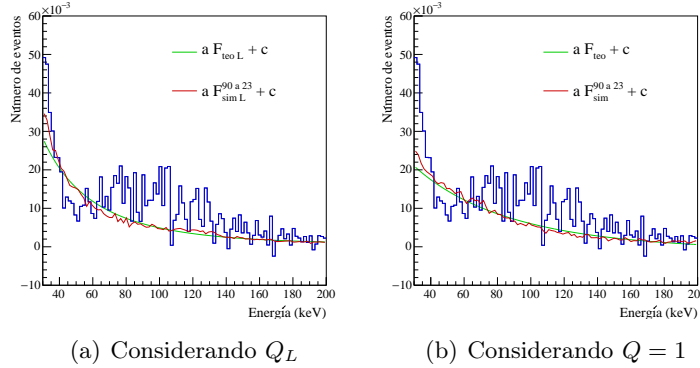 ×10⁻³
60
50
40
30
20
10
0
−10
Número de eventos
a F_teo L + c
a F_sim L^90 a 23 + c
40 60 80 100 120 140 160 180 200
Energía (keV)
(a) Considerando Q_L
×10⁻³
60
50
40
30
20
10
0
−10
Número de eventos
a F_teo + c
a F_sim^90 a 23 + c
40 60 80 100 120 140 160 180 200
Energía (keV)
(b) Considerando Q = 1